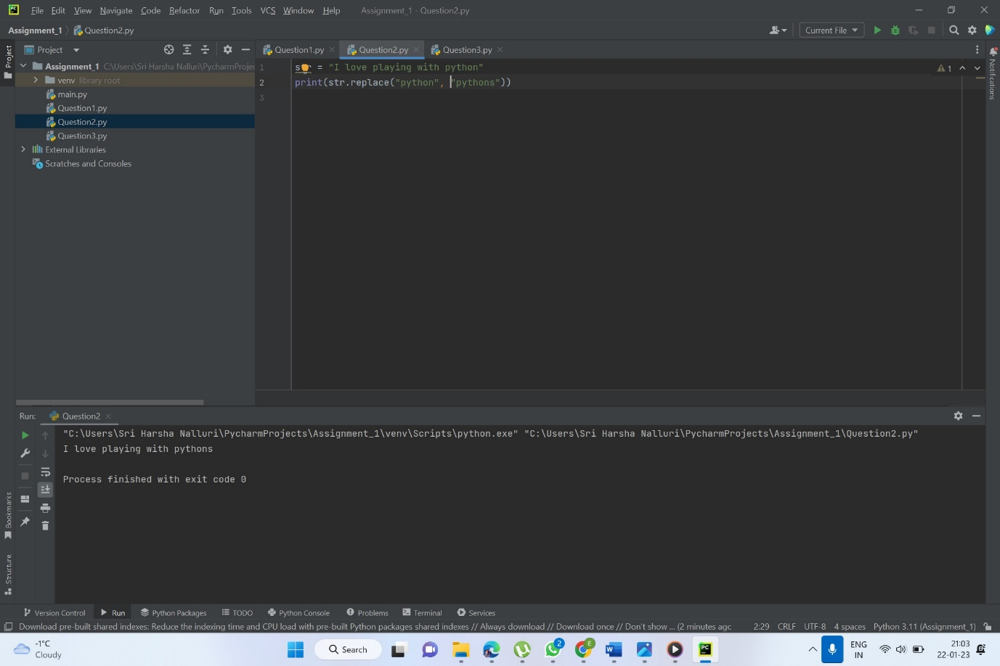 PC File Edit View Navigate Code Refactor Run Tools VCS Window Help Assignment_1 - Question2.py
Assignment_1 Question2.py Current File
Project Project Question1.py Question2.py Question3.py
Assignment_1 C:\Users\Sri Harsha Nalluri\PycharmProjec
venv library root
main.py
Question1.py
Question2.py
Question3.py
External Libraries
Scratches and Consoles
1 = "I love playing with python" 1
2 print(str.replace("python", "pythons"))
3
Notifications
Run: Question2
"C:\Users\Sri Harsha Nalluri\PycharmProjects\Assignment_1\venv\Scripts\python.exe" "C:\Users\Sri Harsha Nalluri\PycharmProjects\Assignment_1\Question2.py"
I love playing with pythons
Process finished with exit code 0
Bookmarks
Structure
Version Control Run Python Packages TODO Python Console Problems Terminal Services
Download pre-built shared indexes: Reduce the indexing time and CPU load with pre-built Python packages shared indexes // Always download // Download once // Don't show ... (2 minutes agc 2:29 CRLF UTF-8 4 spaces Python 3.11 (Assignment_1)
-1°C
Cloudy
Search 2 E W PC
ENG
IN
21:03
22-01-23